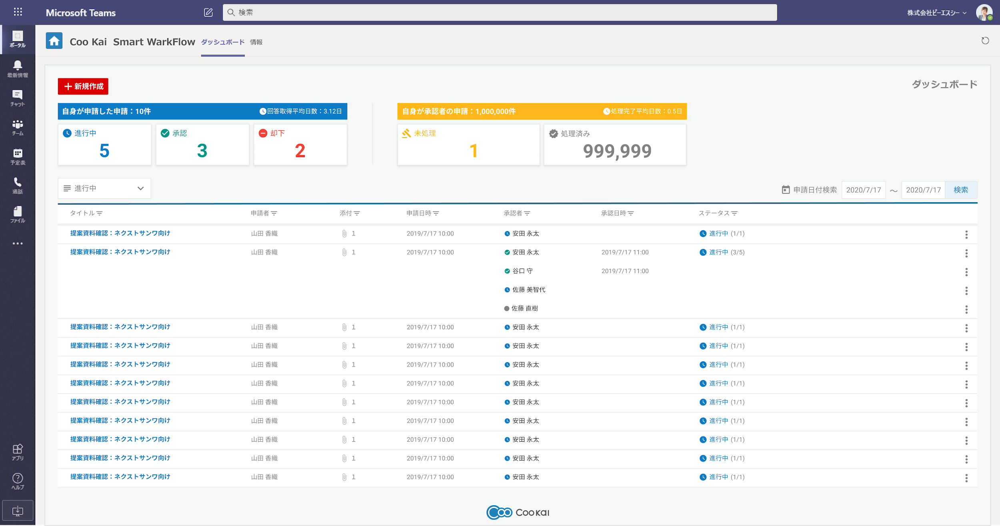 Microsoft Teams
検索
株式会社ピーエスシー
ポータル
最新情報
チャット
チーム
予定表
通話
ファイル
アプリ
ヘルプ
Coo Kai Smart WarkFlow ダッシュボード 情報
新規作成
ダッシュボード
自身が申請した申請：10件 回答取得平均日数：3.12日
進行中
5
承認
3
却下
2
自身が承認者の申請：1,000,000件 処理完了平均日数：0.5日
未処理
1
処理済み
999,999
進行中
申請日付検索 2020/7/17 ～ 2020/7/17 検索
タイトル 申請者 添付 申請日時 承認者 承認日時 ステータス
提案資料確認：ネクストサンワ向け 山田 香織 1 2019/7/17 10:00 安田 永太 進行中 (1/1)
提案資料確認：ネクストサンワ向け 山田 香織 1 2019/7/17 10:00 安田 永太 2019/7/17 11:00 進行中 (3/5)
谷口 守 2019/7/17 11:00
佐藤 美智代
佐藤 直樹
提案資料確認：ネクストサンワ向け 山田 香織 1 2019/7/17 10:00 安田 永太 進行中 (1/1)
提案資料確認：ネクストサンワ向け 山田 香織 1 2019/7/17 10:00 安田 永太 進行中 (1/1)
提案資料確認：ネクストサンワ向け 山田 香織 1 2019/7/17 10:00 安田 永太 進行中 (1/1)
提案資料確認：ネクストサンワ向け 山田 香織 1 2019/7/17 10:00 安田 永太 進行中 (1/1)
提案資料確認：ネクストサンワ向け 山田 香織 1 2019/7/17 10:00 安田 永太 進行中 (1/1)
提案資料確認：ネクストサンワ向け 山田 香織 1 2019/7/17 10:00 安田 永太 進行中 (1/1)
提案資料確認：ネクストサンワ向け 山田 香織 1 2019/7/17 10:00 安田 永太 進行中 (1/1)
提案資料確認：ネクストサンワ向け 山田 香織 1 2019/7/17 10:00 安田 永太 進行中 (1/1)
提案資料確認：ネクストサンワ向け 山田 香織 1 2019/7/17 10:00 安田 永太 進行中 (1/1)
Coo Kai